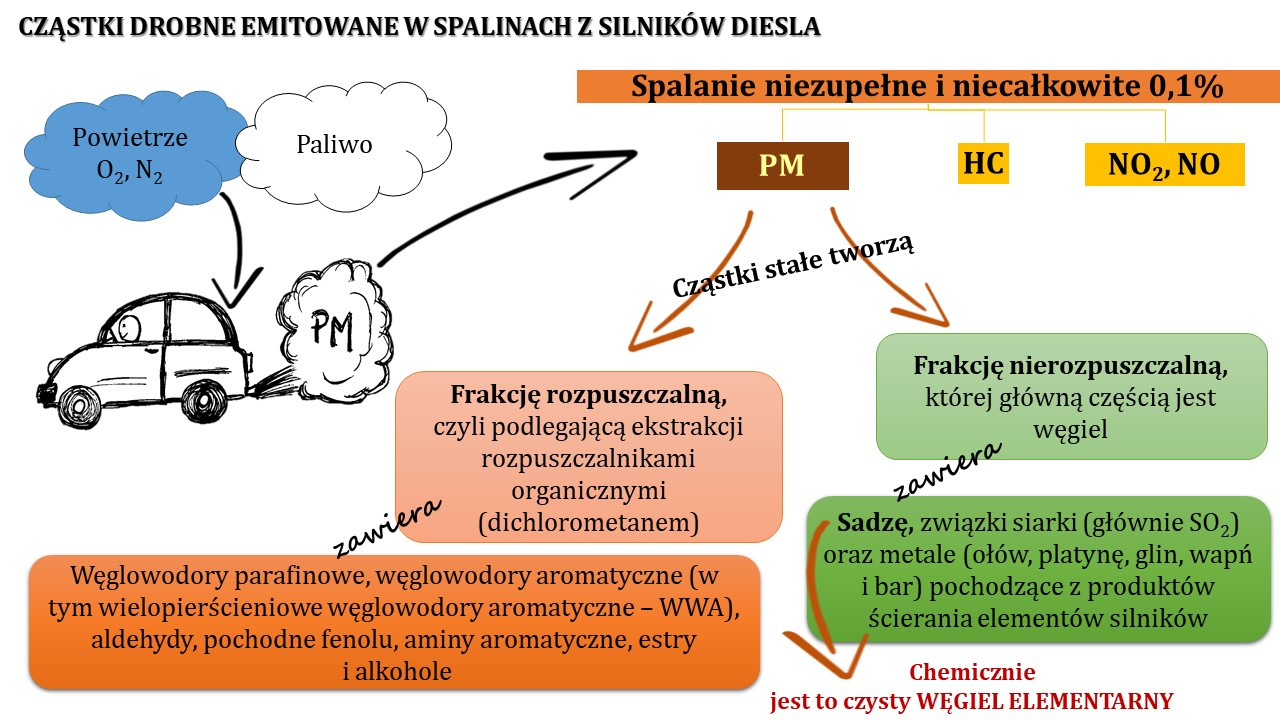 CZĄSTKI DROBNE EMITOWANE W SPALINACH Z SILNIKÓW DIESLA
Powietrze
O₂, N₂
Paliwo
Spalanie niezupełne i niecałkowite 0,1%
PM
HC
NO₂, NO
Cząstki stałe tworzą
PM
Frakcję rozpuszczalną,
czyli podlegającą ekstrakcji
rozpuszczalnikami
organicznymi
(dichlorometanem)
Frakcję nierozpuszczalną,
której główną częścią jest
węgiel
zawiera
zawiera
Węglowodory parafinowe, węglowodory aromatyczne (w
tym wielopierścieniowe węglowodory aromatyczne – WWA),
aldehydy, pochodne fenolu, aminy aromatyczne, estry
i alkohole
Sadzę, związki siarki (głównie SO₂)
oraz metale (ołów, platynę, glin, wapń
i bar) pochodzące z produktów
ścierania elementów silników
Chemicznie
jest to czysty WĘGIEL ELEMENTARNY